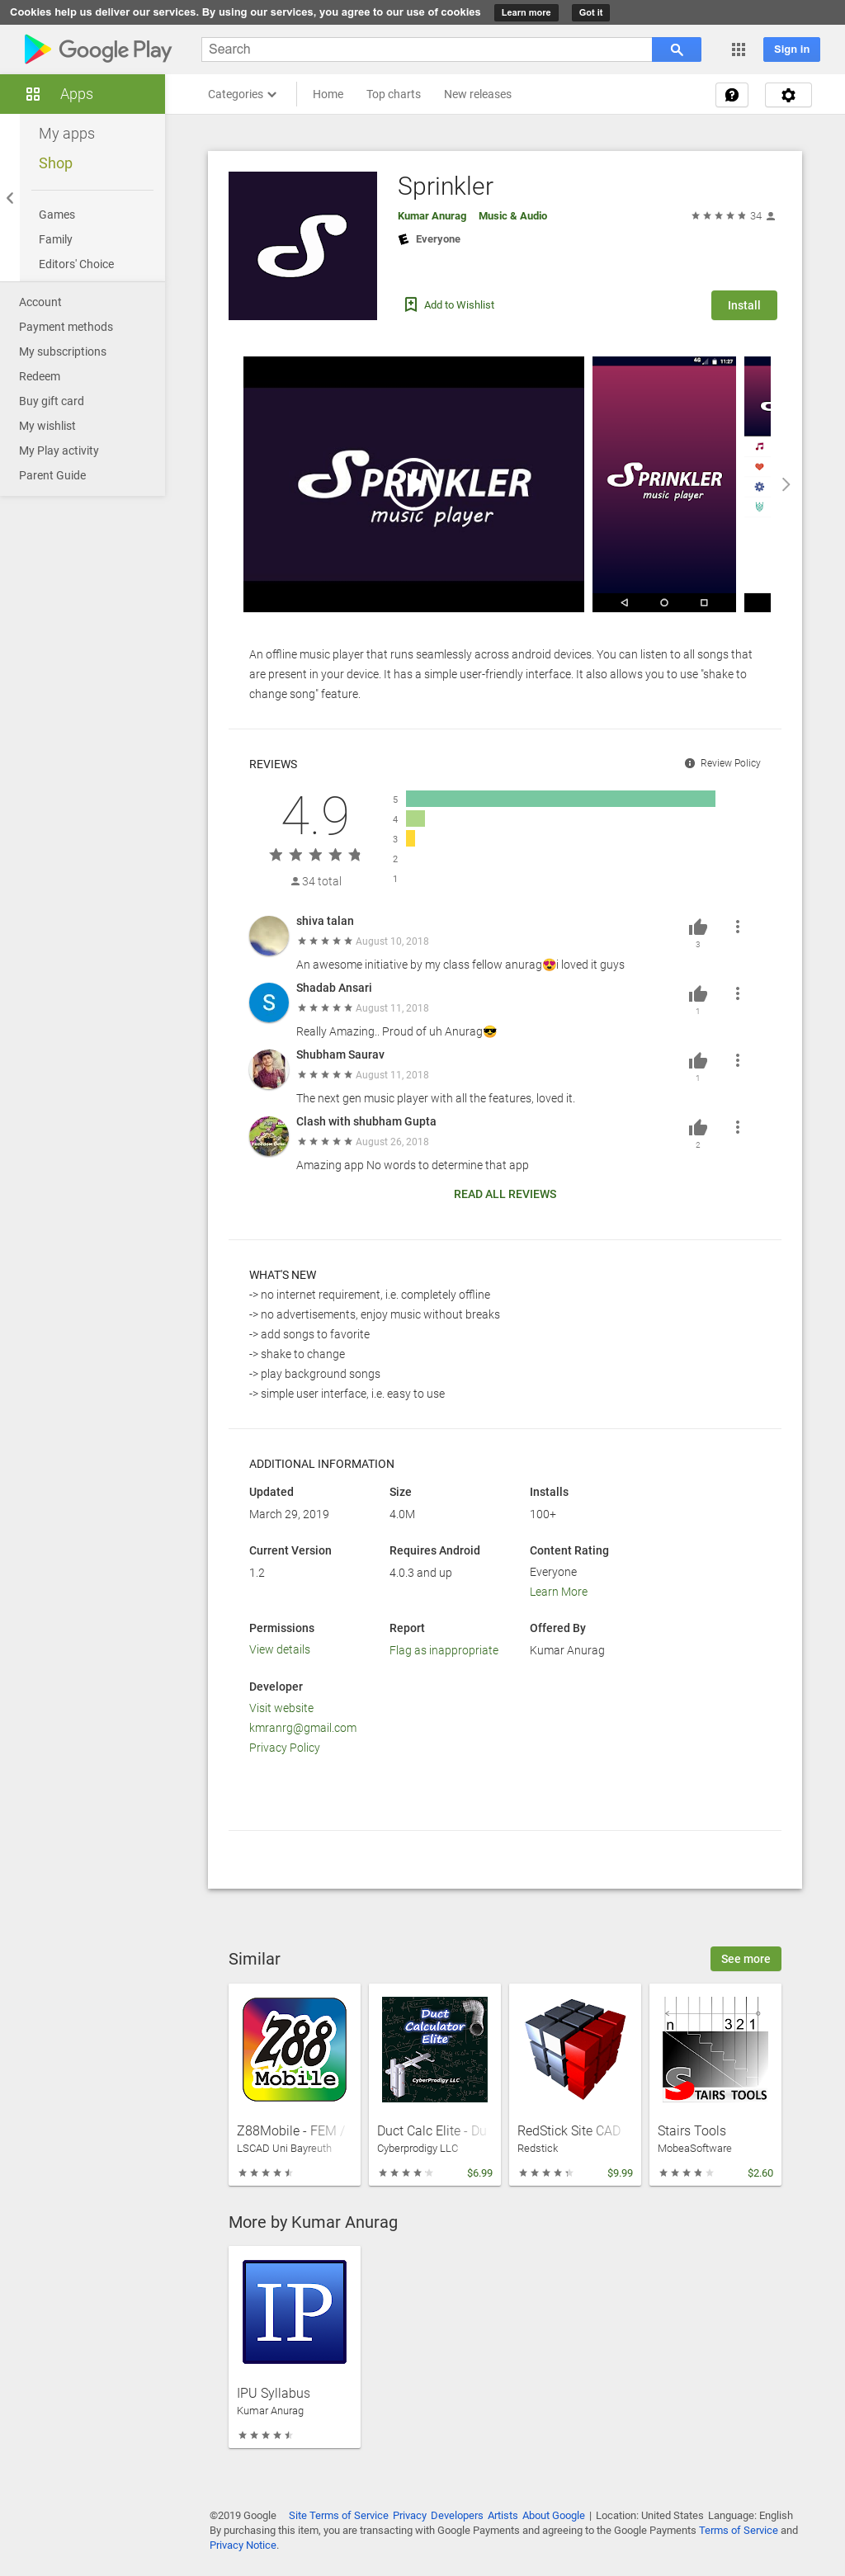 Cookies help us deliver our services. By using our services, you agree to our use of cookies Learn more Got it
Google Play Search Sign in
Apps Categories Home Top charts New releases
My apps
Shop
Games
Family
Editors' Choice
Account
Payment methods
My subscriptions
Redeem
Buy gift card
My wishlist
My Play activity
Parent Guide
Sprinkler
Kumar Anurag Music & Audio 34
Everyone
Add to Wishlist Install
SPRINKLER
music player
4G 11:27
SPRINKLER
music player
An offline music player that runs seamlessly across android devices. You can listen to all songs that
are present in your device. It has a simple user-friendly interface. It also allows you to use "shake to
change song" feature.
REVIEWS Review Policy
4.9
34 total
5
4
3
2
1
shiva talan
August 10, 2018
3
An awesome initiative by my class fellow anurag😍i loved it guys
S
Shadab Ansari
August 11, 2018
1
Really Amazing.. Proud of uh Anurag😎
Shubham Saurav
August 11, 2018
1
The next gen music player with all the features, loved it.
Clash with shubham Gupta
August 26, 2018
2
Amazing app No words to determine that app
READ ALL REVIEWS
WHAT'S NEW
-> no internet requirement, i.e. completely offline
-> no advertisements, enjoy music without breaks
-> add songs to favorite
-> shake to change
-> play background songs
-> simple user interface, i.e. easy to use
ADDITIONAL INFORMATION
Updated Size Installs
March 29, 2019 4.0M 100+
Current Version Requires Android Content Rating
1.2 4.0.3 and up Everyone
Learn More
Permissions Report Offered By
View details Flag as inappropriate Kumar Anurag
Developer
Visit website
kmranrg@gmail.com
Privacy Policy
Similar See more
Z88
Mobile
Duct
Calculator
Elite
CyberProdigy LLC
n 3 2 1
STAIRS TOOLS
Z88Mobile - FEM / Duct Calc Elite - Du RedStick Site CAD Stairs Tools
LSCAD Uni Bayreuth Cyberprodigy LLC Redstick MobeaSoftware
$6.99 $9.99 $2.60
More by Kumar Anurag
IP
IPU Syllabus
Kumar Anurag
©2019 Google Site Terms of Service Privacy Developers Artists About Google | Location: United States Language: English
By purchasing this item, you are transacting with Google Payments and agreeing to the Google Payments Terms of Service and
Privacy Notice.